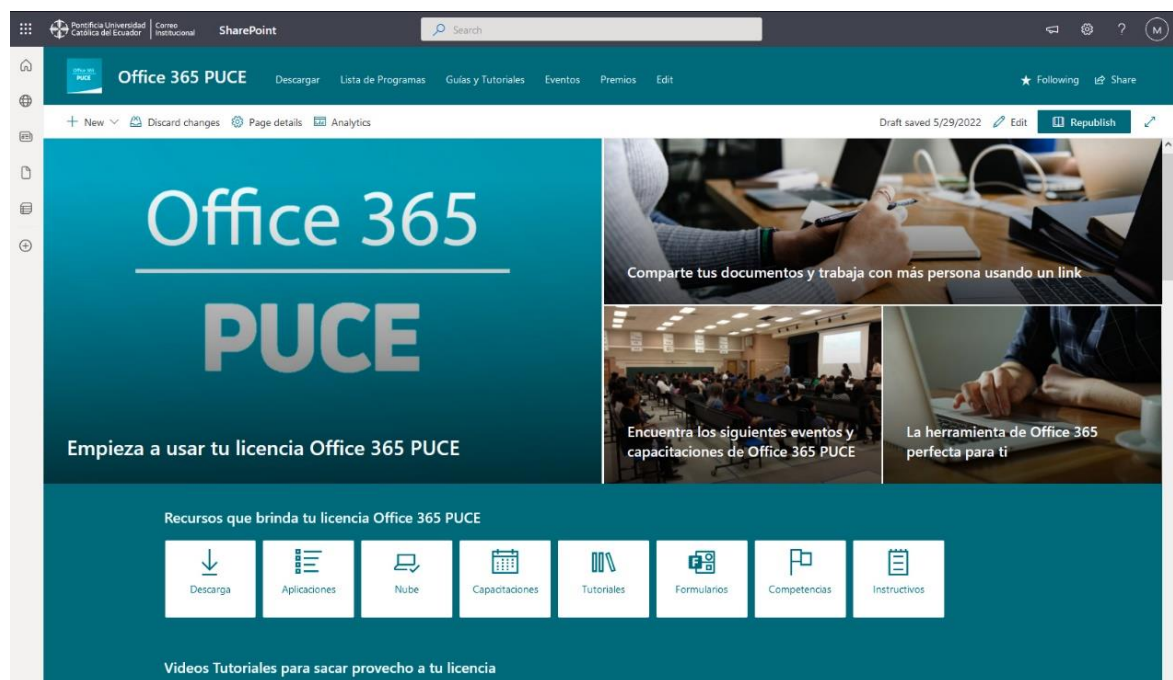 Pontificia Universidad
Católica del Ecuador
Correo
Institucional
SharePoint
Search
?
M
Office 365
PUCE
Office 365 PUCE
Descargar
Lista de Programas
Guías y Tutoriales
Eventos
Premios
Edit
Following
Share
New
Discard changes
Page details
Analytics
Draft saved 5/29/2022
Edit
Republish
Office 365
PUCE
Empieza a usar tu licencia Office 365 PUCE
Comparte tus documentos y trabaja con más persona usando un link
Encuentra los siguientes eventos y
capacitaciones de Office 365 PUCE
La herramienta de Office 365
perfecta para ti
Recursos que brinda tu licencia Office 365 PUCE
Descarga
Aplicaciones
Nube
Capacitaciones
Tutoriales
Formularios
Competencias
Instructivos
Videos Tutoriales para sacar provecho a tu licencia